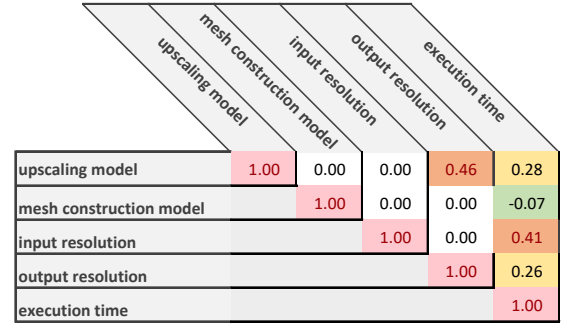 upscaling model
mesh construction model
input resolution
output resolution
execution time
upscaling model 1.00 0.00 0.00 0.46 0.28
mesh construction model 1.00 0.00 0.00 -0.07
input resolution 1.00 0.00 0.41
output resolution 1.00 0.26
execution time 1.00